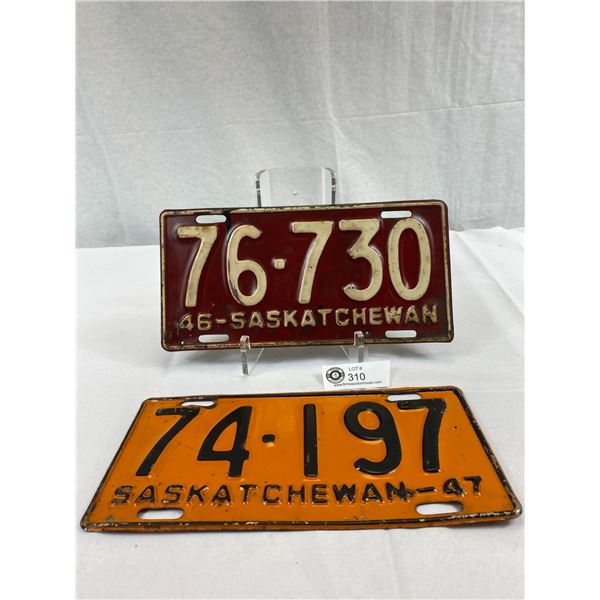 76·730
46-SASKATCHEWAN
LOT #
310
74·197
SASKATCHEWAN-47